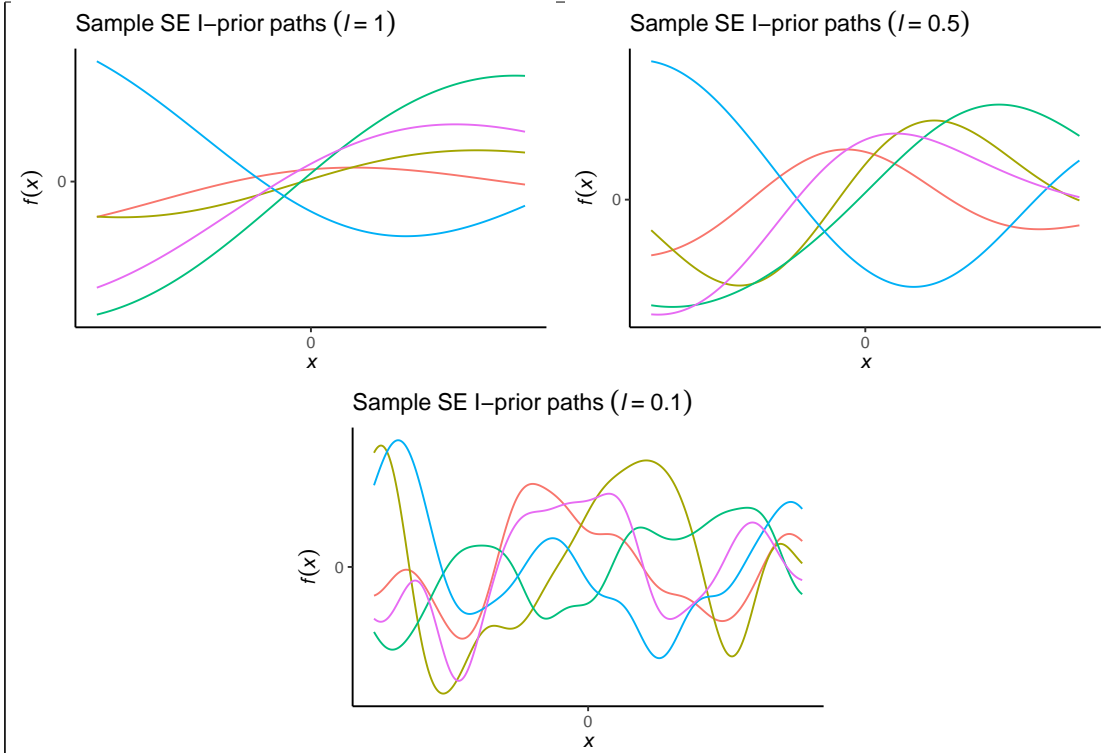 Sample SE I−prior paths (l = 1)
f(x)
0
0
x
Sample SE I−prior paths (l = 0.5)
f(x)
0
0
x
Sample SE I−prior paths (l = 0.1)
f(x)
0
0
x